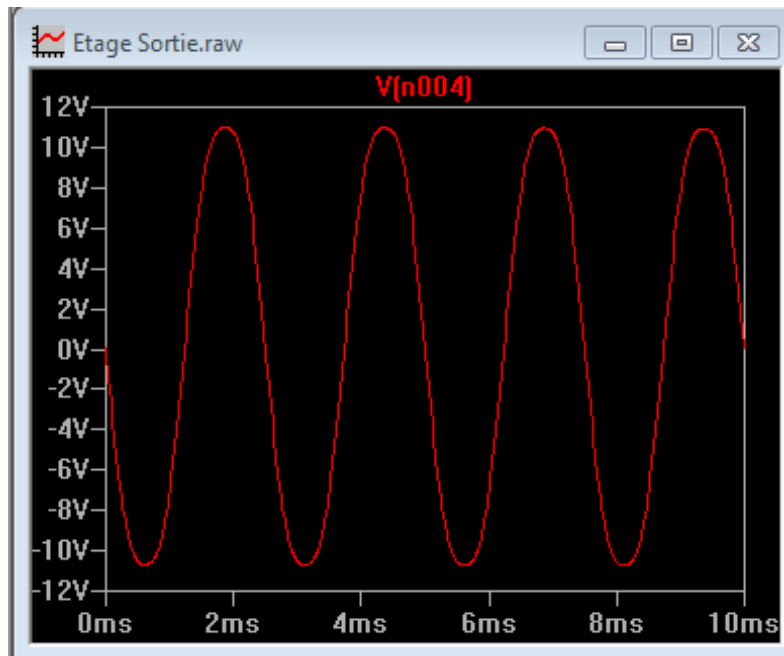 Etage Sortie.raw
V(n004)
12V
10V
8V
6V
4V
2V
0V
-2V
-4V
-6V
-8V
-10V
-12V
0ms 2ms 4ms 6ms 8ms 10ms